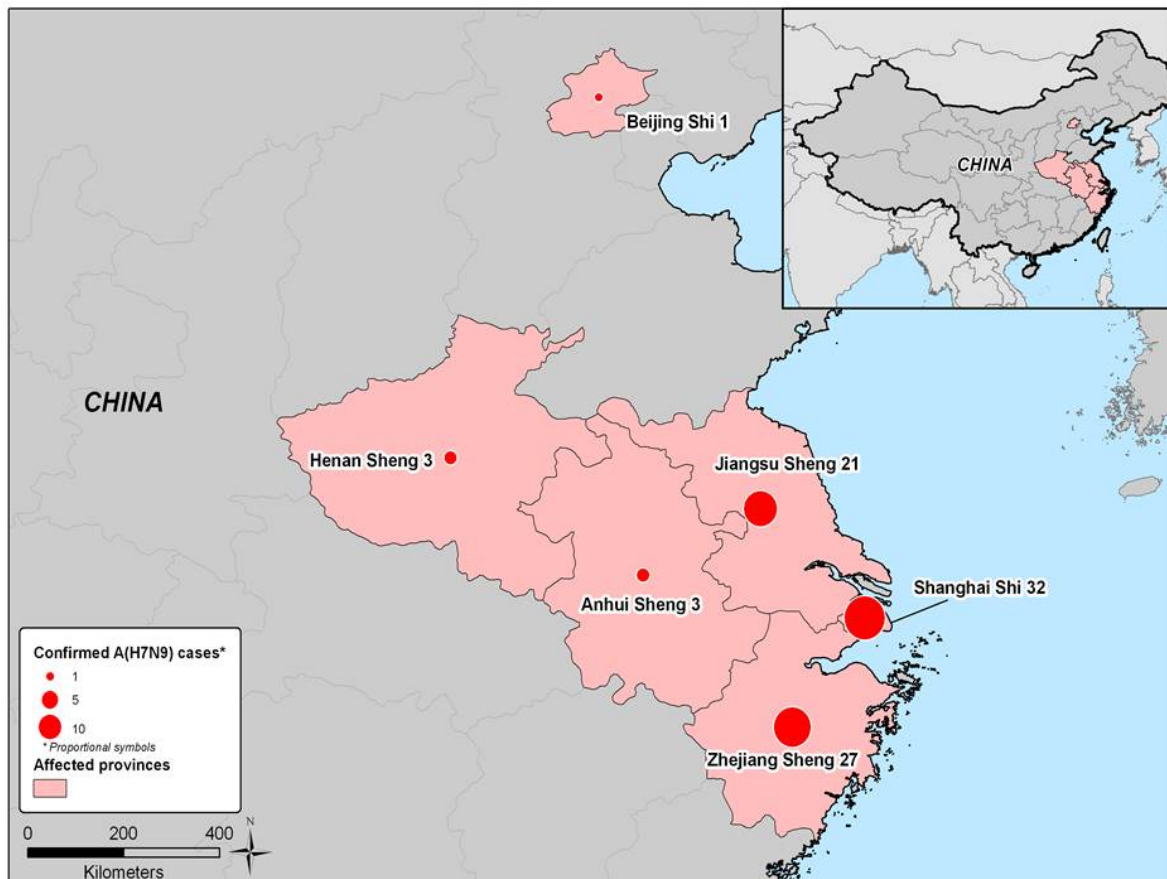 Beijing Shi 1
CHINA
CHINA
Henan Sheng 3
Jiangsu Sheng 21
Anhui Sheng 3
Shanghai Shi 32
Zhejiang Sheng 27
Confirmed A(H7N9) cases*
1
5
10
* Proportional symbols
Affected provinces
0 200 400
N
Kilometers